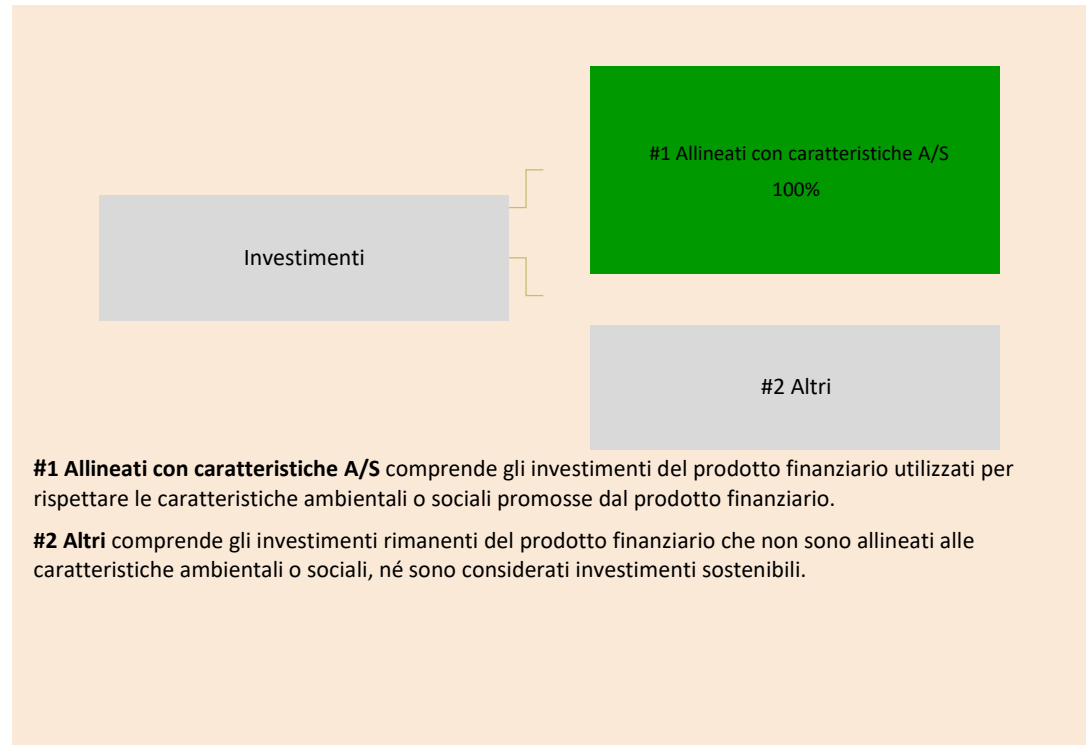 #1 Allineati con caratteristiche A/S
100%
Investimenti
#2 Altri
#1 Allineati con caratteristiche A/S comprende gli investimenti del prodotto finanziario utilizzati per
rispettare le caratteristiche ambientali o sociali promosse dal prodotto finanziario.
#2 Altri comprende gli investimenti rimanenti del prodotto finanziario che non sono allineati alle
caratteristiche ambientali o sociali, né sono considerati investimenti sostenibili.